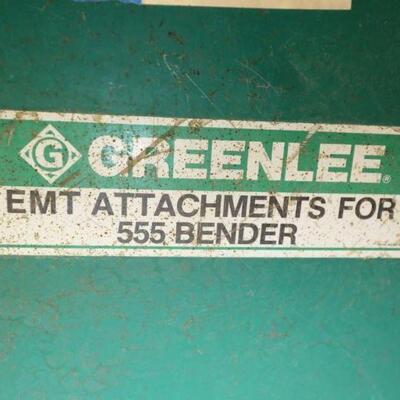 G GREENLEE®
EMT ATTACHMENTS FOR
555 BENDER